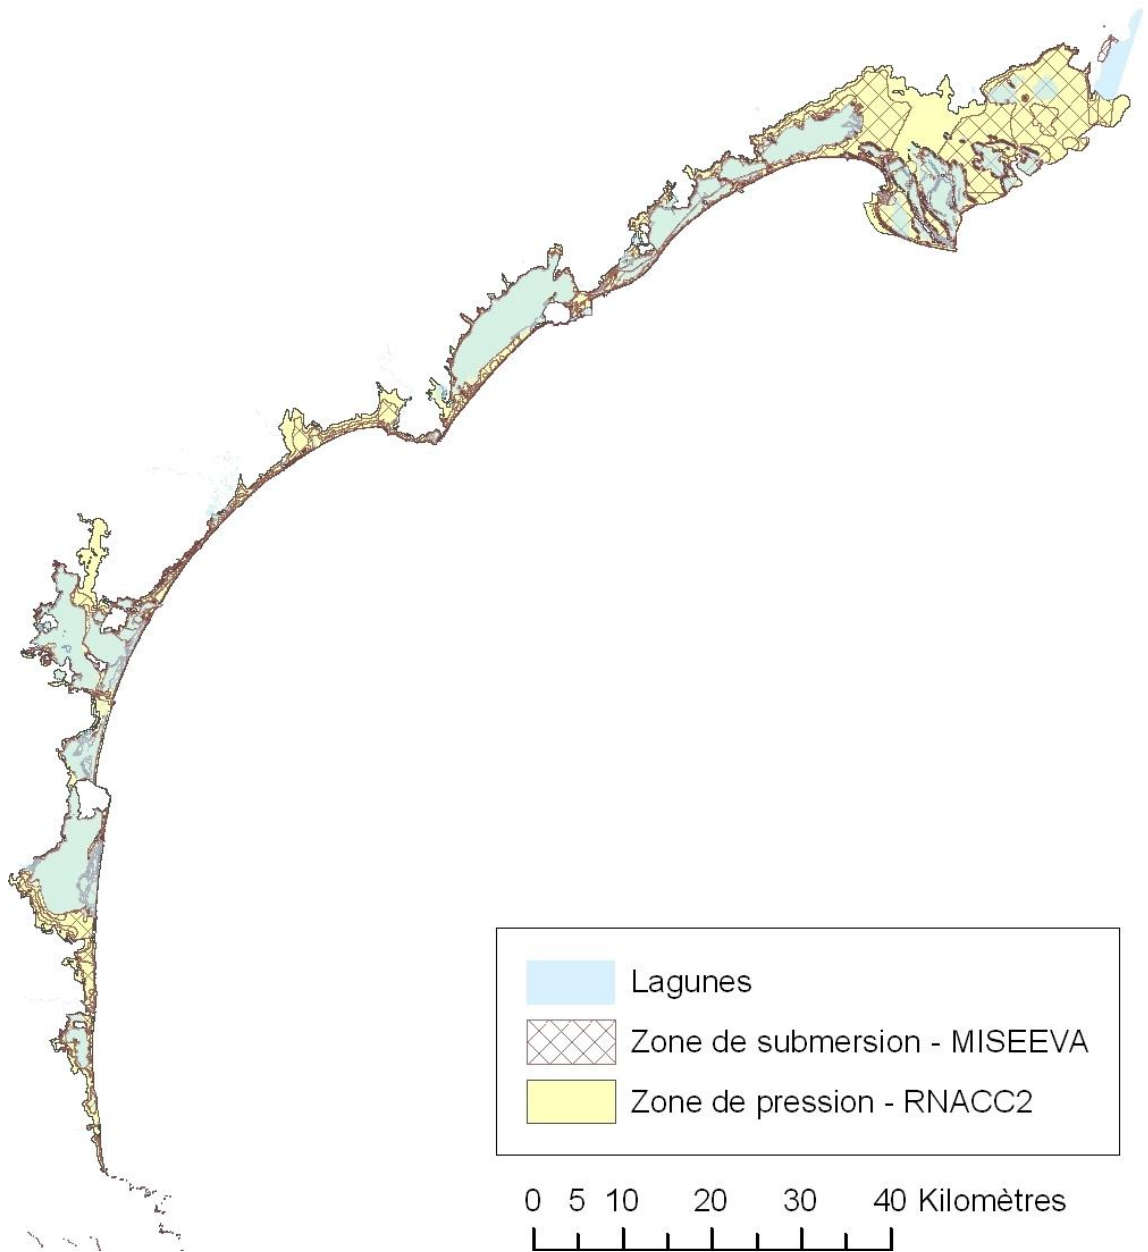 Lagunes
Zone de submersion - MISEEVA
Zone de pression - RNACC2
0 5 10 20 30 40 Kilomètres